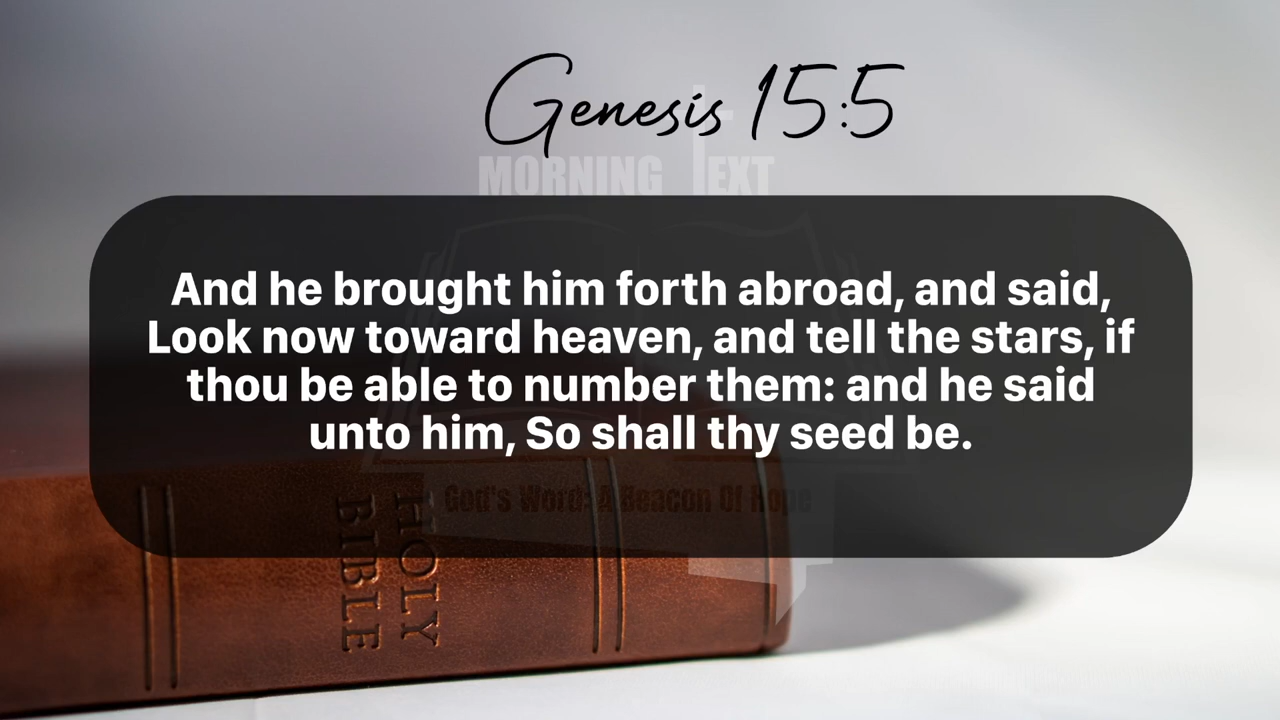 Genesis 15:5
MORNING TEXT
And he brought him forth abroad, and said,
Look now toward heaven, and tell the stars, if
thou be able to number them: and he said
unto him, So shall thy seed be.
God's Word: A Beacon Of Hope
HOLY
BIBLE